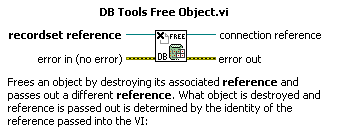 DB Tools Free Object.vi
recordset reference
connection reference
FREE
error in (no error)
DB
error out
Frees an object by destroying its associated reference and
passes out a different reference. What object is destroyed and
reference is passed out is determined by the identity of the
reference passed into the VI: